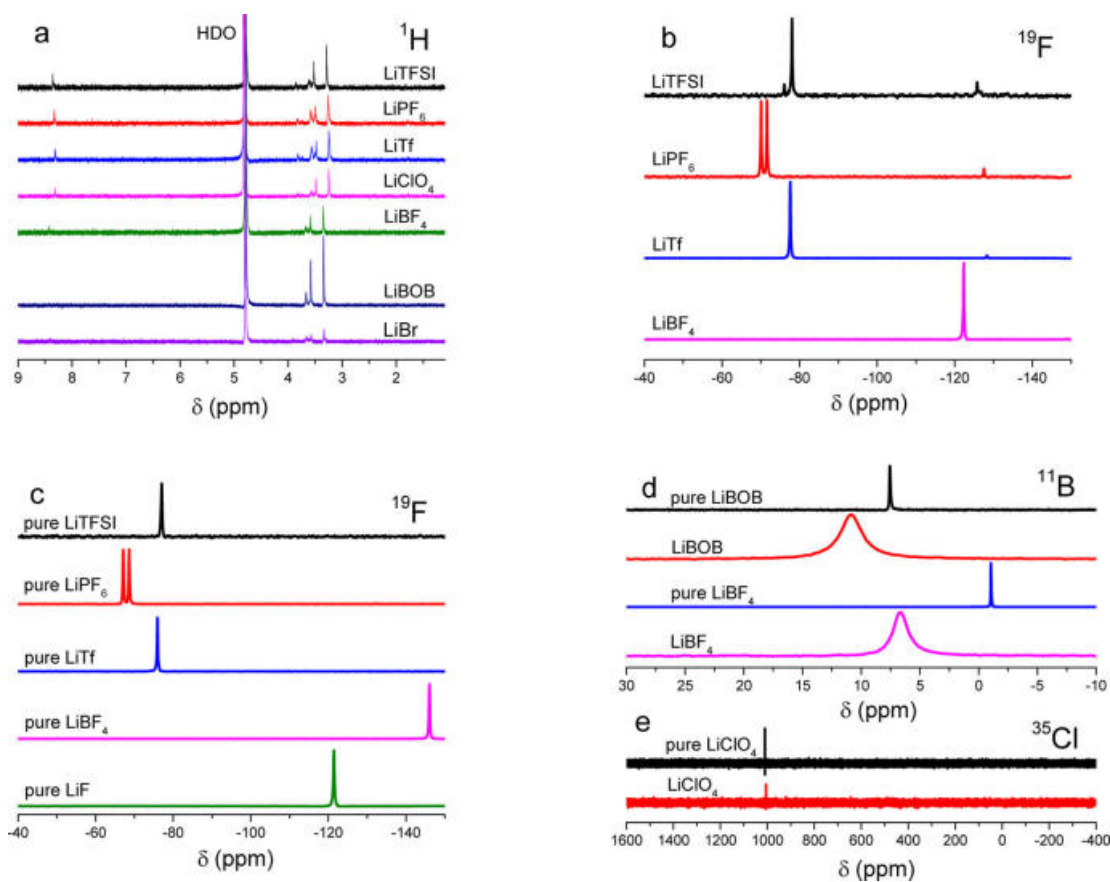 a
HDO
¹H
LiTFSI
LiPF₆
LiTf
LiClO₄
LiBF₄
LiBOB
LiBr
9 8 7 6 5 4 3 2
δ (ppm)
b
¹⁹F
LiTFSI
LiPF₆
LiTf
LiBF₄
-40 -60 -80 -100 -120 -140
δ (ppm)
c
¹⁹F
pure LiTFSI
pure LiPF₆
pure LiTf
pure LiBF₄
pure LiF
-40 -60 -80 -100 -120 -140
δ (ppm)
d
¹¹B
pure LiBOB
LiBOB
pure LiBF₄
LiBF₄
30 25 20 15 10 5 0 -5 -10
δ (ppm)
e
³⁵Cl
pure LiClO₄
LiClO₄
1600 1400 1200 1000 800 600 400 200 0 -200 -400
δ (ppm)